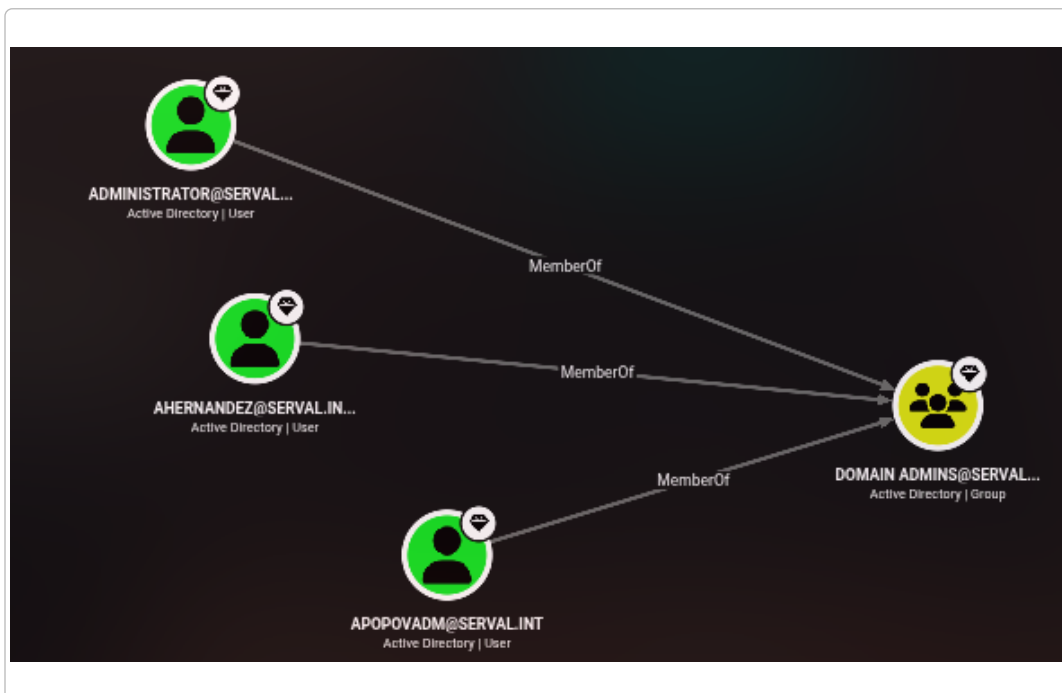 ADMINISTRATOR@SERVAL...
Active Directory | User
MemberOf
AHERNANDEZ@SERVAL.IN...
Active Directory | User
MemberOf
DOMAIN ADMINS@SERVAL...
Active Directory | Group
MemberOf
APOPOVADM@SERVAL.INT
Active Directory | User